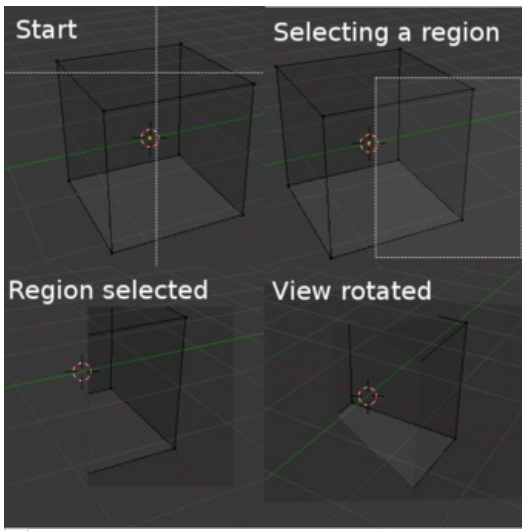 Start
Selecting a region
Region selected
View rotated